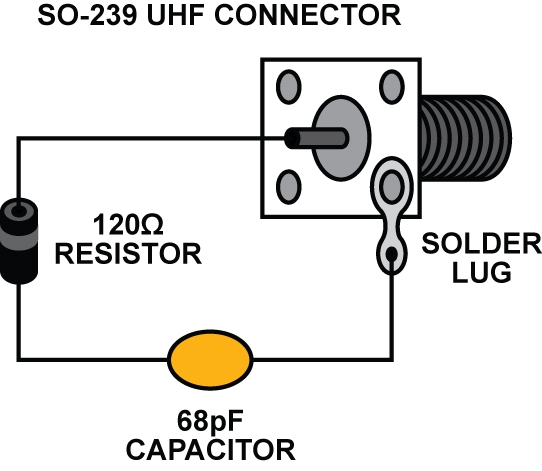 SO-239 UHF CONNECTOR
120Ω
RESISTOR
SOLDER
LUG
68pF
CAPACITOR